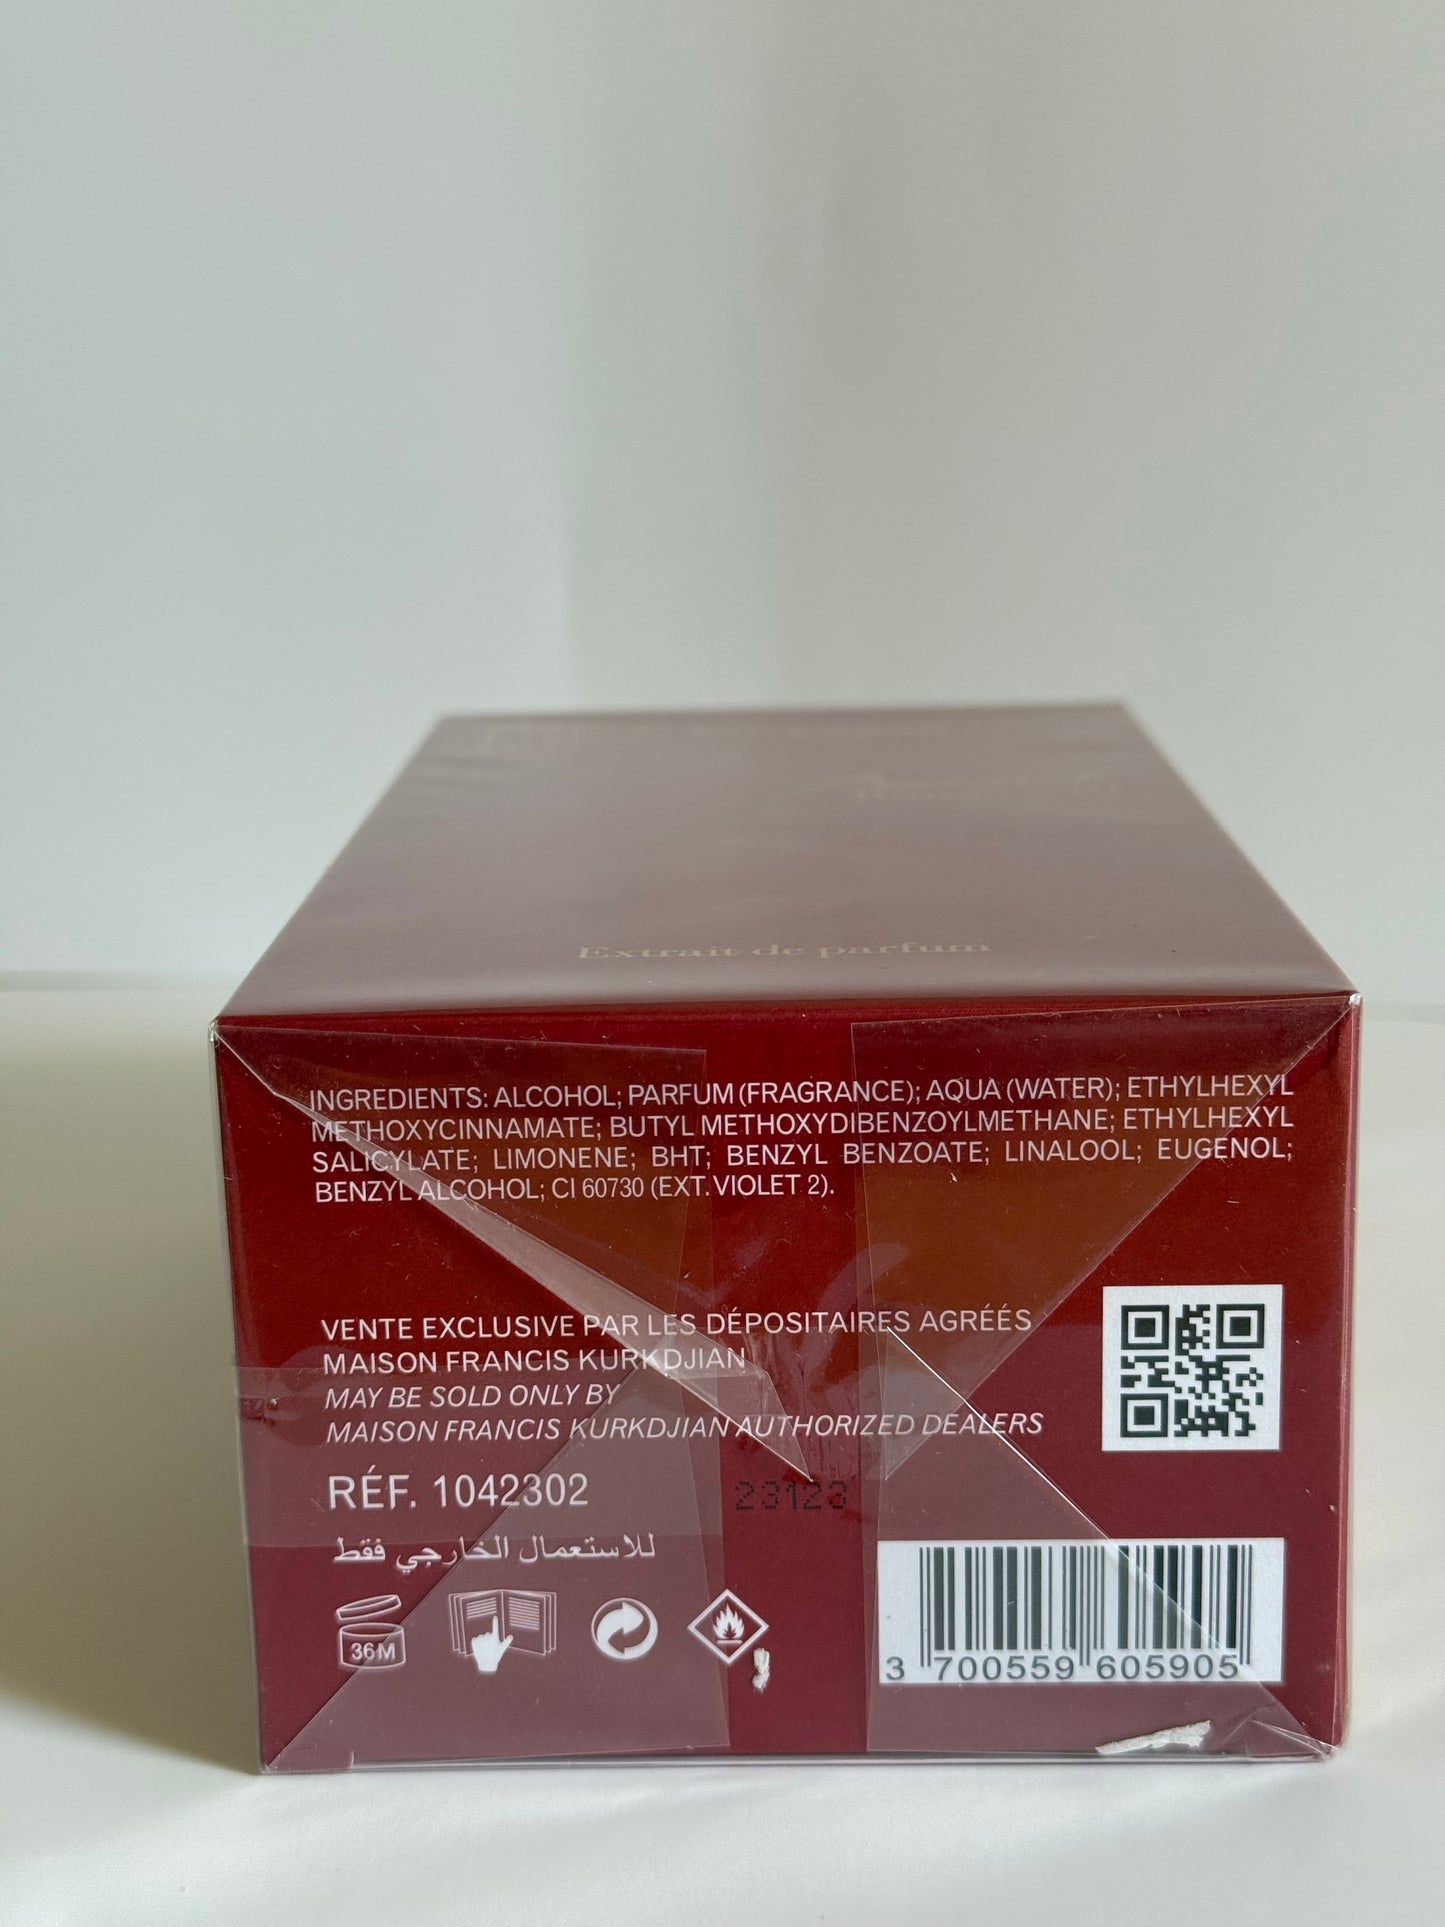 Extrait de parfum
INGREDIENTS: ALCOHOL; PARFUM (FRAGRANCE); AQUA (WATER); ETHYLHEXYL
METHOXYCINNAMATE; BUTYL METHOXYDIBENZOYLMETHANE; ETHYLHEXYL
SALICYLATE; LIMONENE; BHT; BENZYL BENZOATE; LINALOOL; EUGENOL;
BENZYL ALCOHOL; CI 60730 (EXT. VIOLET 2).
VENTE EXCLUSIVE PAR LES DÉPOSITAIRES AGRÉÉS
MAISON FRANCIS KURKDJIAN
MAY BE SOLD ONLY BY
MAISON FRANCIS KURKDJIAN AUTHORIZED DEALERS
RÉF. 1042302
23123
للاستعمال الخارجي فقط
36M
3 700559 605905